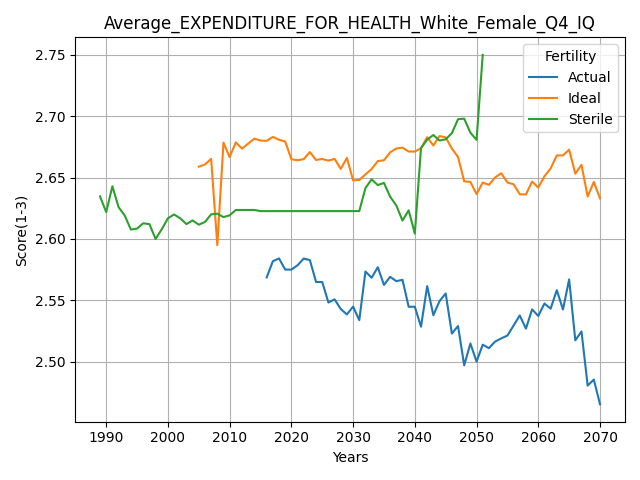 Average_EXPENDITURE_FOR_HEALTH_White_Female_Q4_IQ
Fertility
Actual
Ideal
Sterile
Score(1-3)
2.75
2.70
2.65
2.60
2.55
2.50
1990 2000 2010 2020 2030 2040 2050 2060 2070
Years